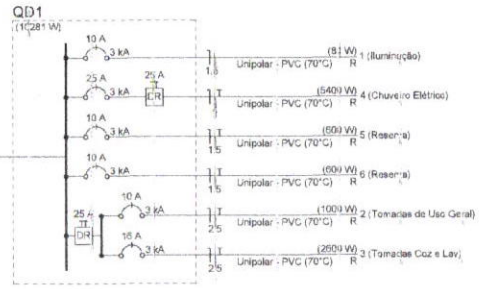 QD1
(10281 W)
10 A
3 kA
(81 W)
1 (Iluminução)
Unipolar - PVC (70°C) R
25 A
3 kA
25 A
DR
(5400 W)
4 (Chuveiro Elétrico)
Unipolar - PVC (70°C) R
10 A
3 kA
1.5
(600 W)
5 (Reserva)
Unipolar - PVC (70°C) R
10 A
3 kA
1.5
(600 W)
6 (Reserva)
Unipolar - PVC (70°C) R
25 A
DR
10 A
3 kA
2.5
(1000 W)
2 (Tomadas de Uso Geral)
Unipolar - PVC (70°C) R
16 A
3 kA
2.5
(2600 W)
3 (Tomadas Coz e Lav)
Unipolar - PVC (70°C) R